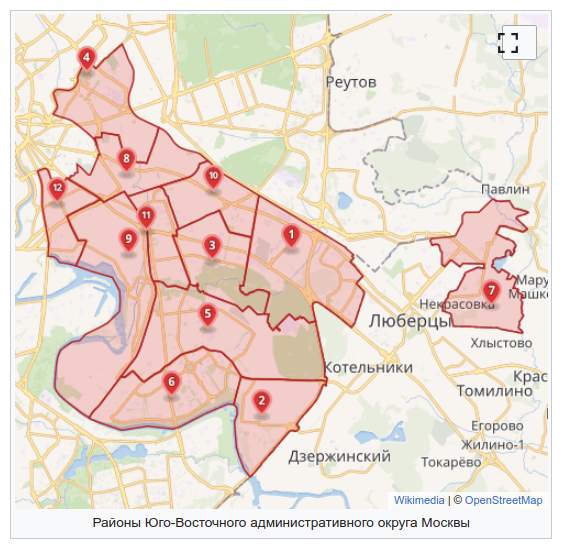 4
Реутов
8
10
12
Павлин
11
9
3
1
7
Мару
Машко
Некрасовка
5
Люберцы
Хлыстово
6
Котельники
2
Крас
Томилино
Егорово
Жилино-1
Дзержинский
Токарёво
Wikimedia | © OpenStreetMap
Районы Юго-Восточного административного округа Москвы